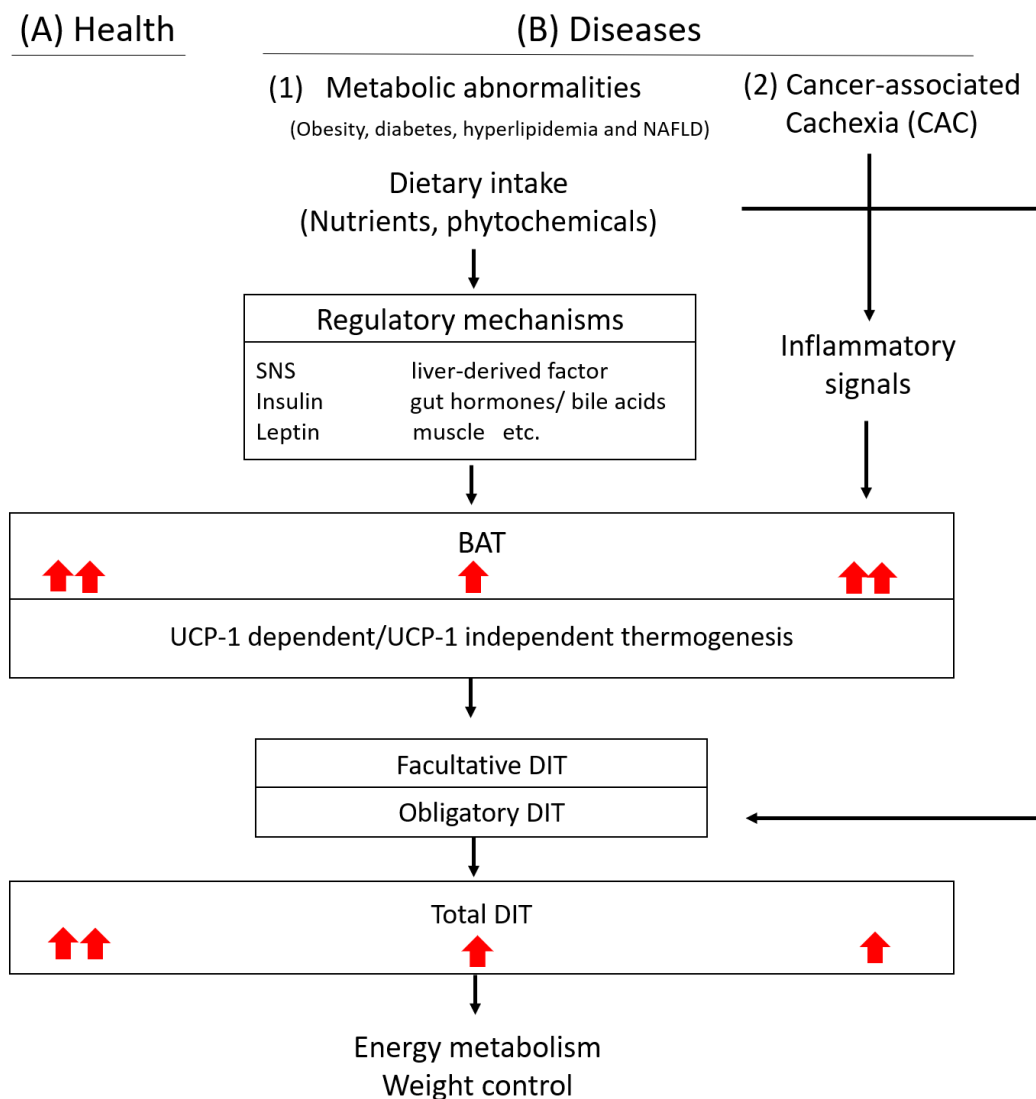 (A) Health
(B) Diseases
(1) Metabolic abnormalities
(Obesity, diabetes, hyperlipidemia and NAFLD)
(2) Cancer-associated
Cachexia (CAC)
Dietary intake
(Nutrients, phytochemicals)
Regulatory mechanisms
SNS liver-derived factor
Insulin gut hormones/ bile acids
Leptin muscle etc.
Inflammatory
signals
BAT
UCP-1 dependent/UCP-1 independent thermogenesis
Facultative DIT
Obligatory DIT
Total DIT
Energy metabolism
Weight control